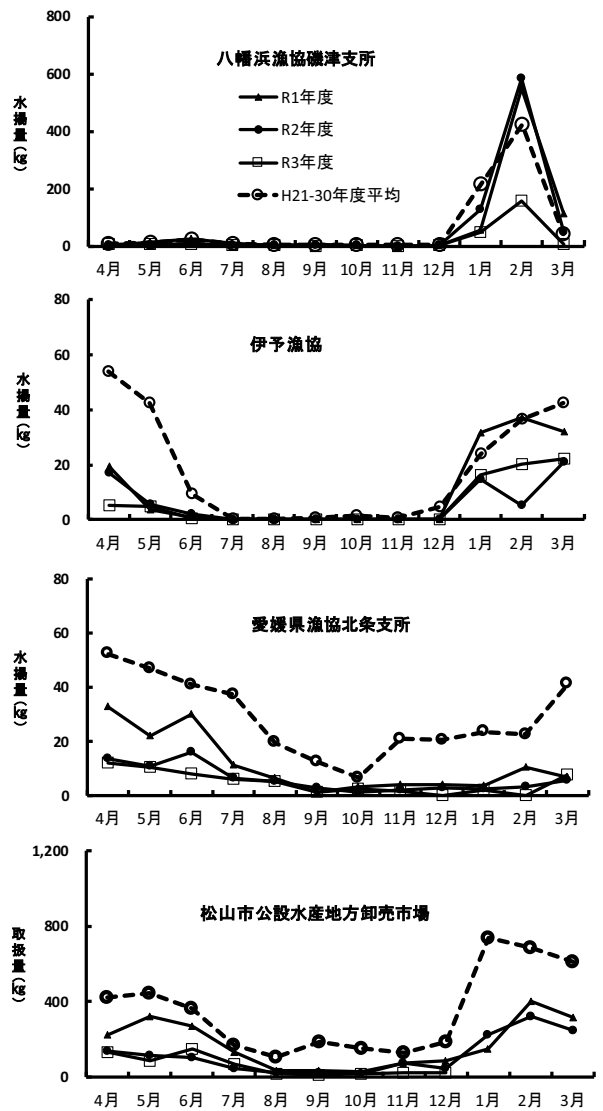 800
八幡浜漁協磯津支所
R1年度
600
R2年度
水揚量(㎏)
400
R3年度
H21-30年度平均
200
0
4月 5月 6月 7月 8月 9月 10月 11月 12月 1月 2月 3月
80
伊予漁協
60
水揚量(㎏)
40
20
0
4月 5月 6月 7月 8月 9月 10月 11月 12月 1月 2月 3月
80
愛媛県漁協北条支所
60
水揚量(㎏)
40
20
0
4月 5月 6月 7月 8月 9月 10月 11月 12月 1月 2月 3月
1,200
松山市公設水産地方卸売市場
800
取扱量(㎏)
400
0
4月 5月 6月 7月 8月 9月 10月 11月 12月 1月 2月 3月